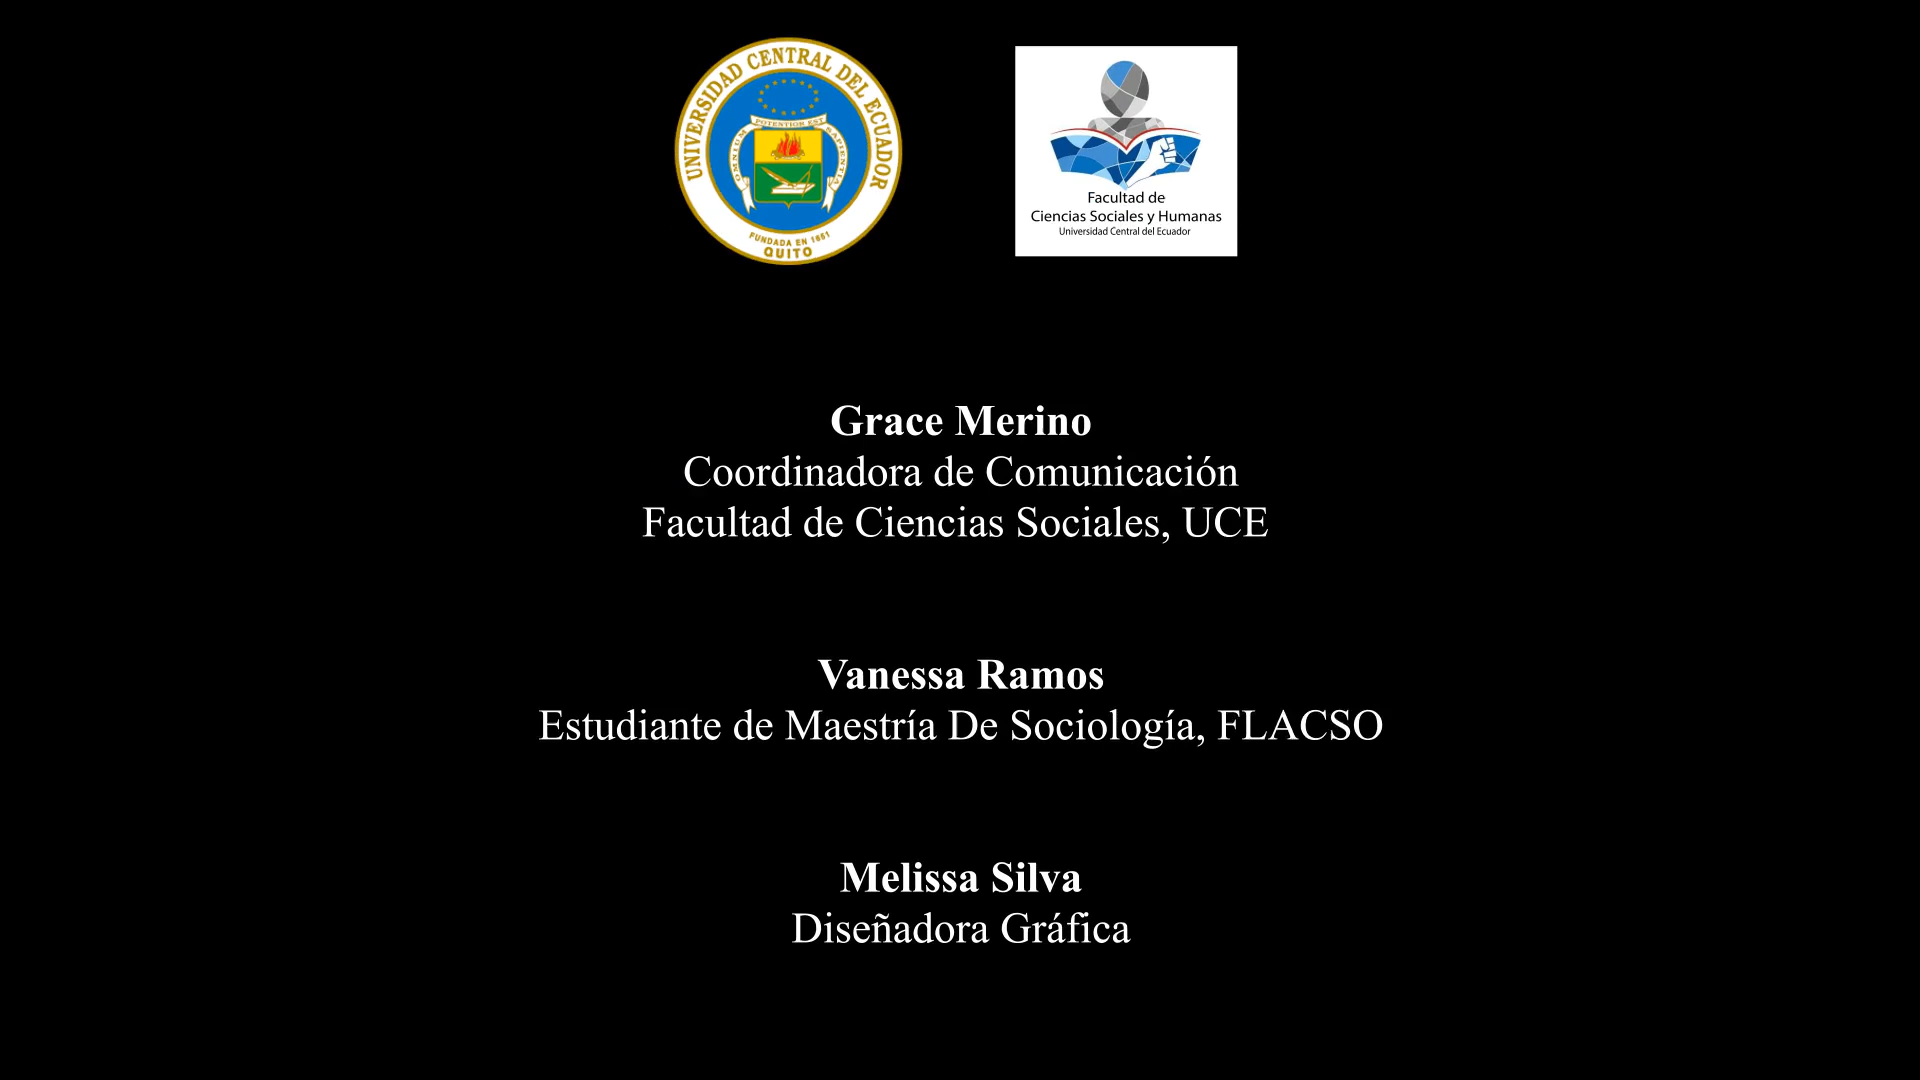 UNIVERSIDAD CENTRAL DEL ECUADOR
OMNIUM POTENTIOR EST SAPIENTIA
FUNDADA EN 1651
QUITO
Facultad de
Ciencias Sociales y Humanas
Universidad Central del Ecuador
Grace Merino
Coordinadora de Comunicación
Facultad de Ciencias Sociales, UCE
Vanessa Ramos
Estudiante de Maestría De Sociología, FLACSO
Melissa Silva
Diseñadora Gráfica